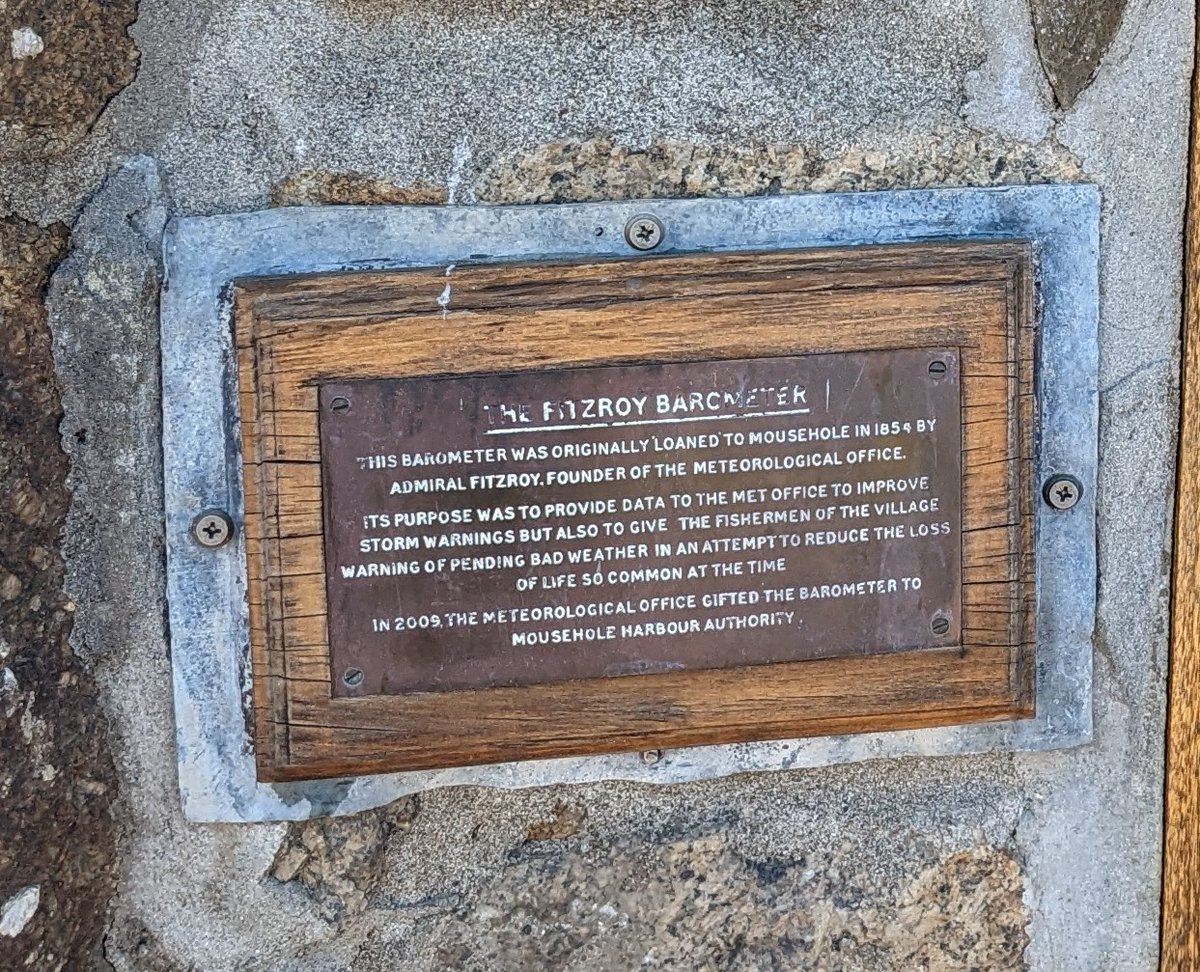 THE FITZROY BAROMETER
THIS BAROMETER WAS ORIGINALLY LOANED TO MOUSEHOLE IN 1854 BY
ADMIRAL FITZROY. FOUNDER OF THE METEOROLOGICAL OFFICE.
ITS PURPOSE WAS TO PROVIDE DATA TO THE MET OFFICE TO IMPROVE
STORM WARNINGS BUT ALSO TO GIVE THE FISHERMEN OF THE VILLAGE
WARNING OF PENDING BAD WEATHER IN AN ATTEMPT TO REDUCE THE LOSS
OF LIFE SO COMMON AT THE TIME
IN 2009, THE METEOROLOGICAL OFFICE GIFTED THE BAROMETER TO
MOUSEHOLE HARBOUR AUTHORITY.